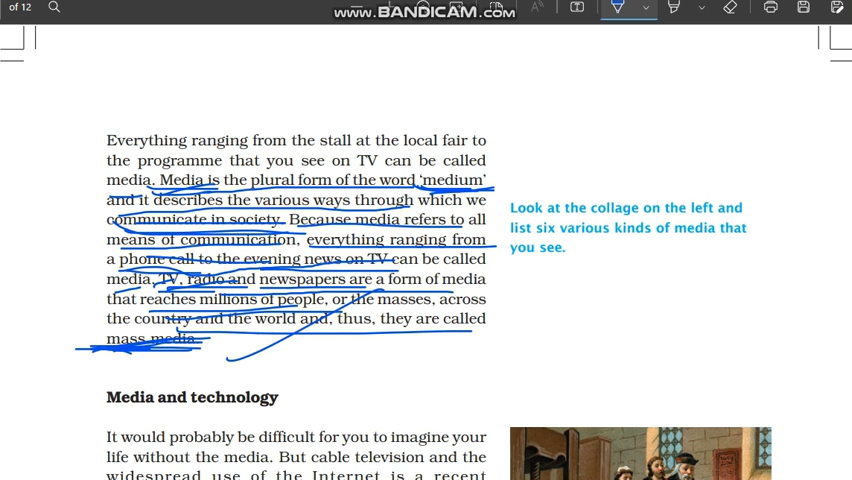 of 12
www.BANDICAM.com
Everything ranging from the stall at the local fair to
the programme that you see on TV can be called
media. Media is the plural form of the word ‘medium’
and it describes the various ways through which we
communicate in society. Because media refers to all
means of communication, everything ranging from
a phone call to the evening news on TV can be called
media. TV, radio and newspapers are a form of media
that reaches millions of people, or the masses, across
the country and the world and, thus, they are called
mass media.
Look at the collage on the left and
list six various kinds of media that
you see.
Media and technology
It would probably be difficult for you to imagine your
life without the media. But cable television and the
widespread use of the Internet is a recent